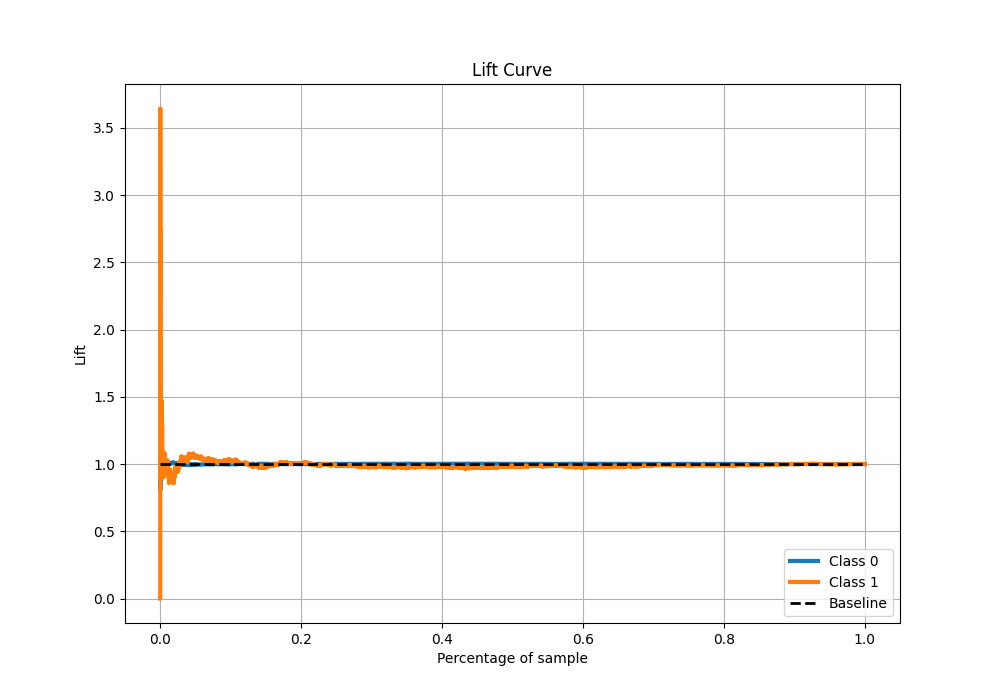 Lift Curve
Lift
3.5
3.0
2.5
2.0
1.5
1.0
0.5
0.0
0.0 0.2 0.4 0.6 0.8 1.0
Percentage of sample
Class 0
Class 1
Baseline